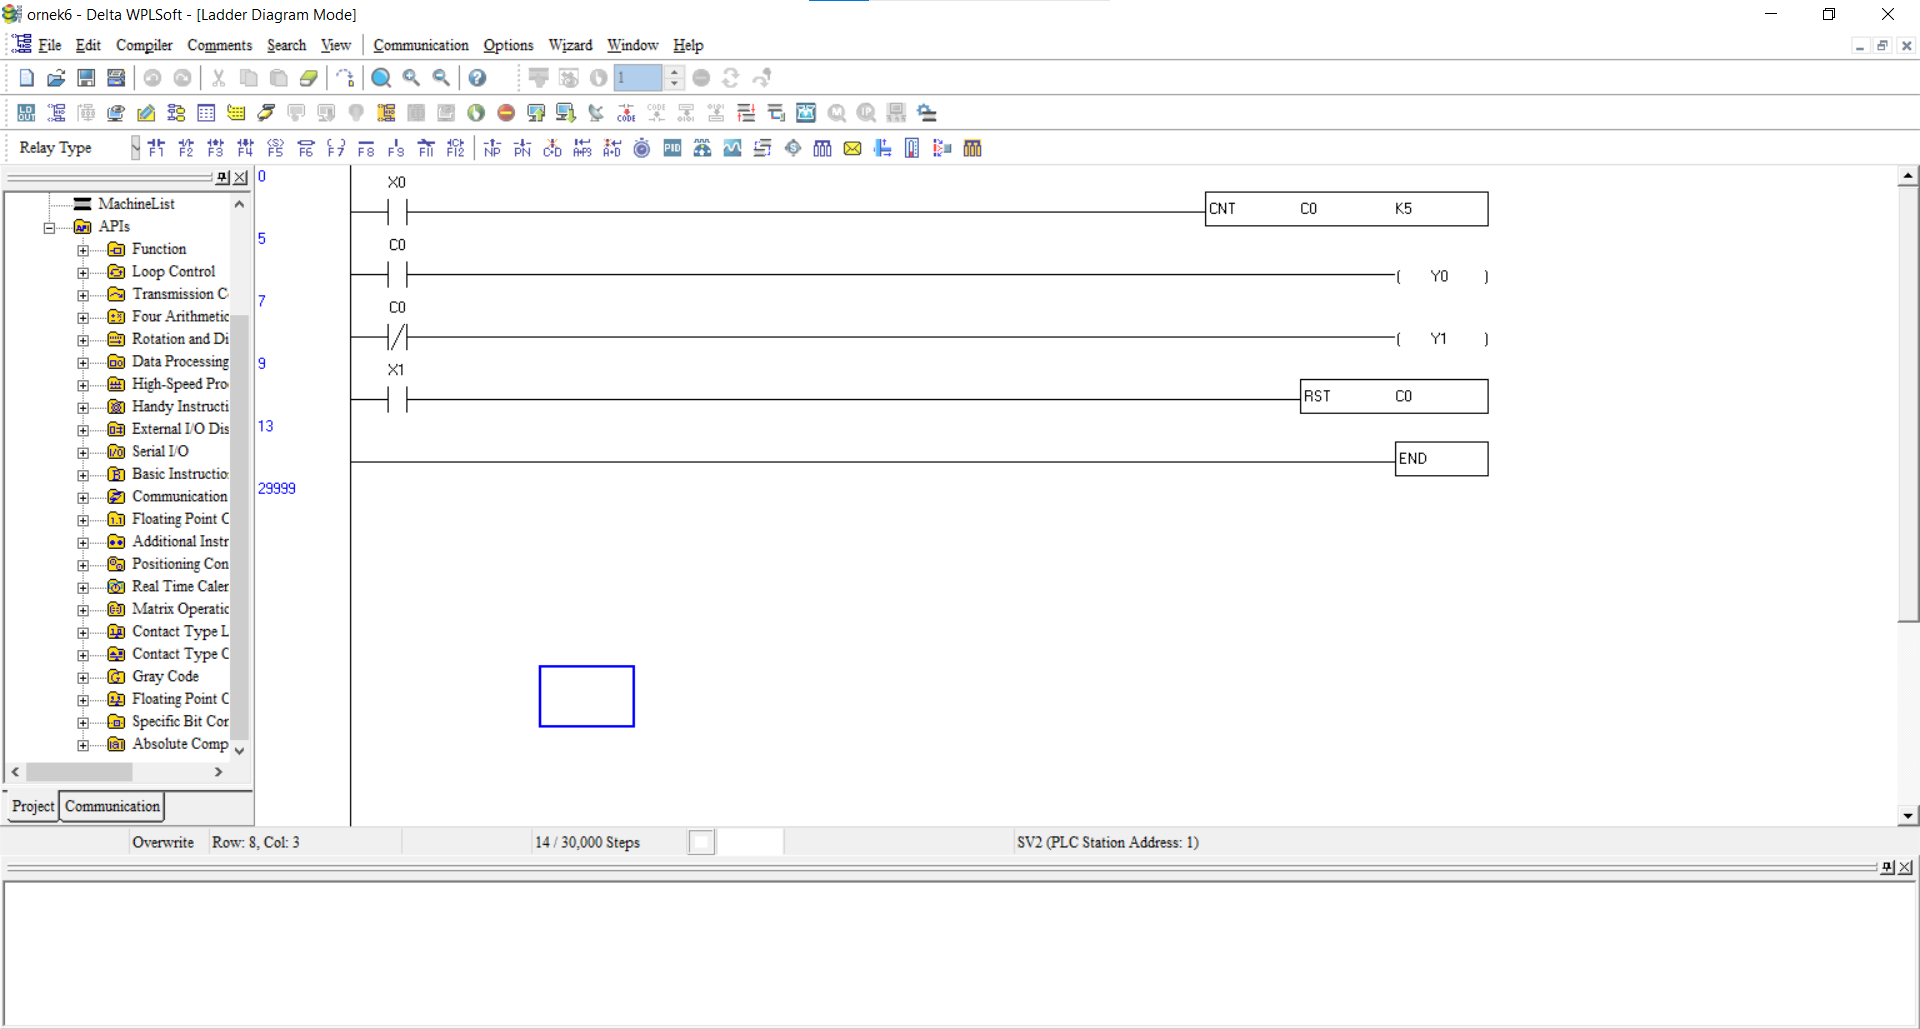 ornek6 - Delta WPLSoft - [Ladder Diagram Mode]
File Edit Compiler Comments Search View Communication Options Wizard Window Help
1
Relay Type F1 F2 F3 F4 F5 F6 F7 F8 F9 F11 F12 NP PN PID
MachineList
APIs
Function
Loop Control
Transmission C
Four Arithmetic
Rotation and Di
Data Processing
High-Speed Pro
Handy Instructi
External I/O Dis
Serial I/O
Basic Instructio
Communication
Floating Point C
Additional Instr
Positioning Con
Real Time Caler
Matrix Operatic
Contact Type L
Contact Type C
Gray Code
Floating Point C
Specific Bit Cor
Absolute Comp
Project Communication
0
X0
CNT C0 K5
5
C0
( Y0 )
7
C0
( Y1 )
9
X1
RST C0
13
END
29999
Overwrite Row: 8, Col: 3 14 / 30,000 Steps SV2 (PLC Station Address: 1)